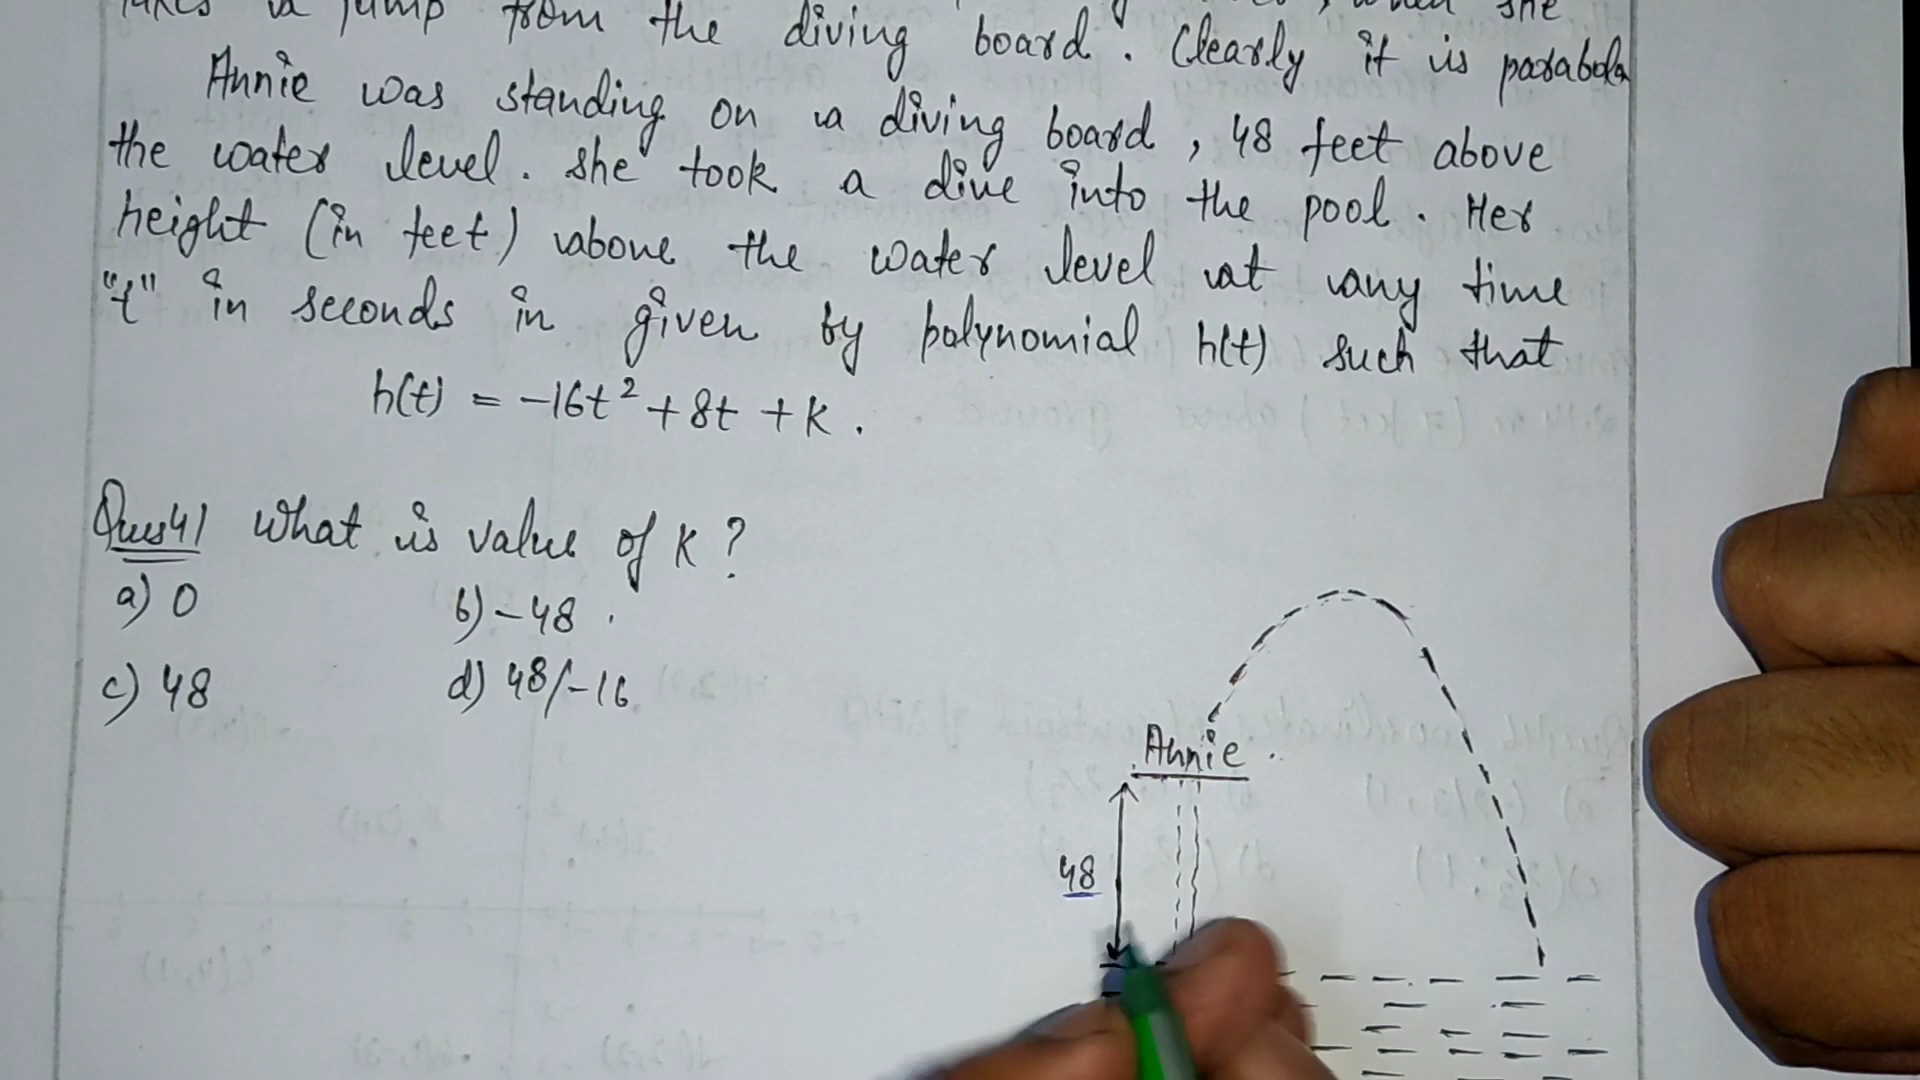 jump from the diving board. Clearly it is parabola
Annie was standing on a diving board, 48 feet above
the water level. She took a dive into the pool. Her
height (in feet) above the water level at any time
"t" in seconds in given by polynomial h(t) such that
h(t) = -16t² + 8t + k.
Ques41 What is value of k?
a) 0 b) -48.
c) 48 d) 48/-16
Annie.
48